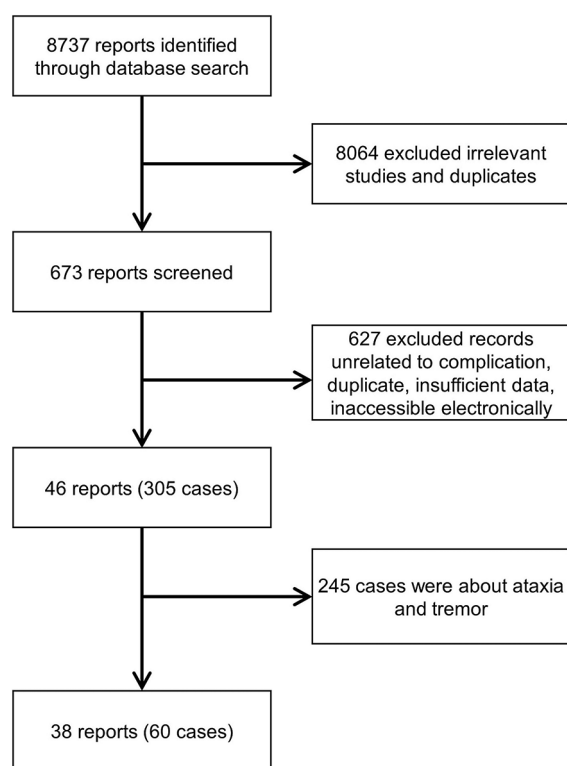 8737 reports identified
through database search
8064 excluded irrelevant
studies and duplicates
673 reports screened
627 excluded records
unrelated to complication,
duplicate, insufficient data,
inaccessible electronically
46 reports (305 cases)
245 cases were about ataxia
and tremor
38 reports (60 cases)